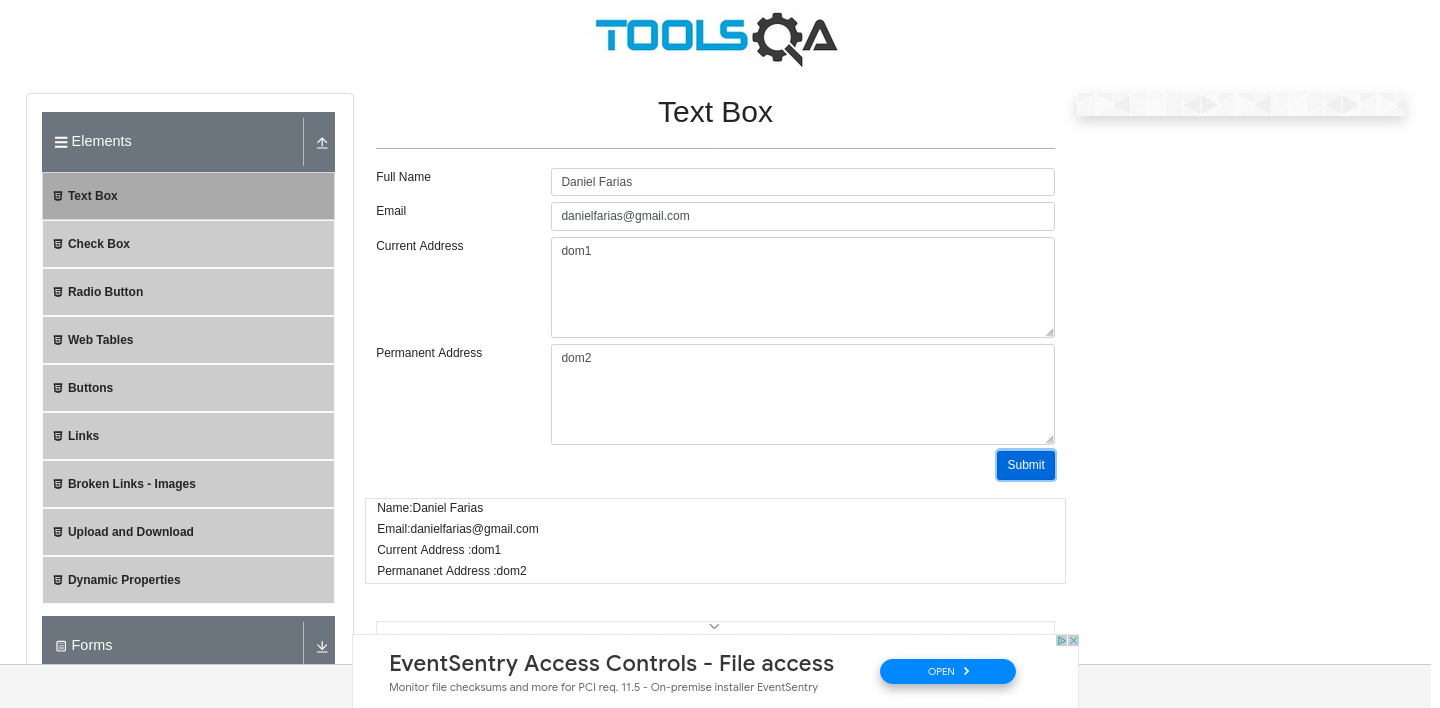 TOOLSQA
Elements
Text Box
Check Box
Radio Button
Web Tables
Buttons
Links
Broken Links - Images
Upload and Download
Dynamic Properties
Forms
Text Box
Full Name
Daniel Farias
Email
danielfarias@gmail.com
Current Address
dom1
Permanent Address
dom2
Submit
Name:Daniel Farias
Email:danielfarias@gmail.com
Current Address :dom1
Permananet Address :dom2
EventSentry Access Controls - File access
Monitor file checksums and more for PCI req. 11.5 - On-premise installer EventSentry
OPEN